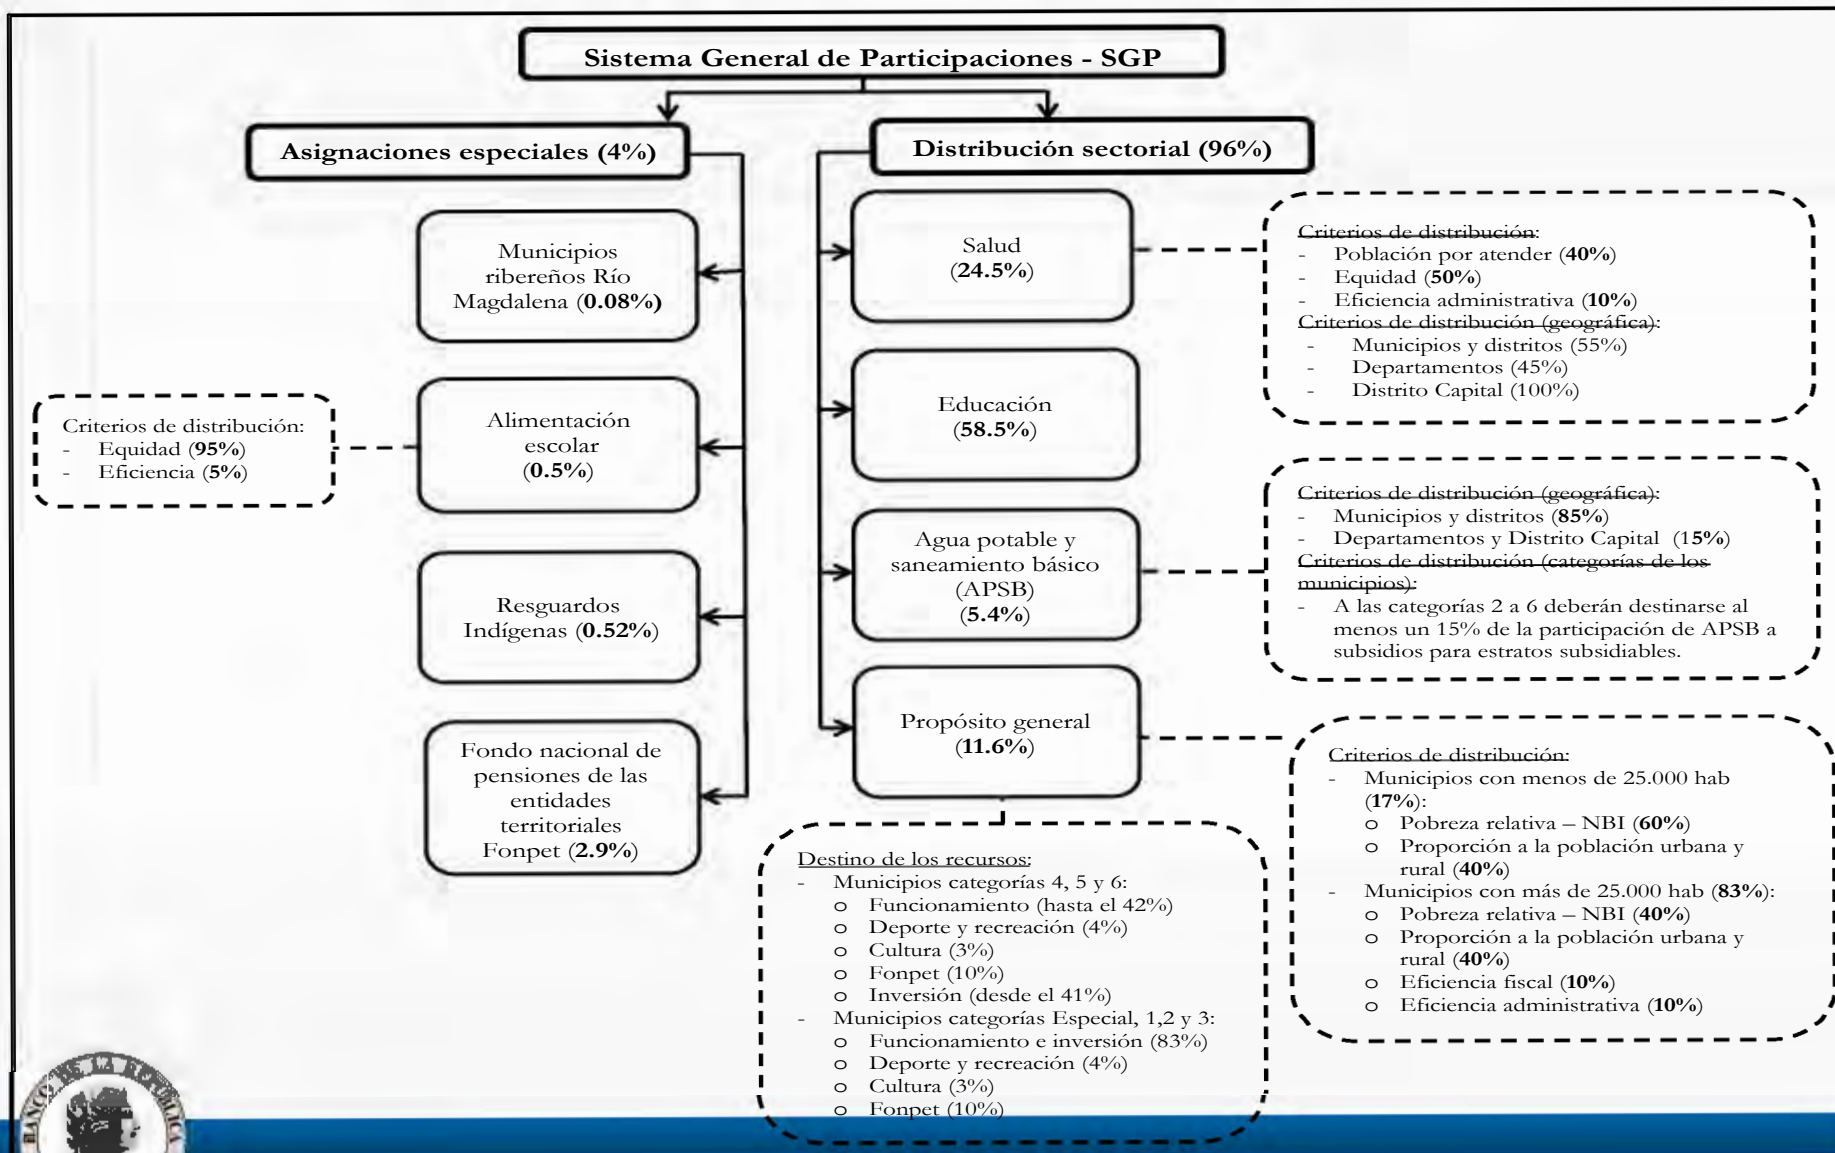 Sistema General de Participaciones - SGP
Asignaciones especiales (4%)
Distribución sectorial (96%)
Municipios
ribereños Río
Magdalena (0.08%)
Alimentación
escolar
(0.5%)
Criterios de distribución:
- Equidad (95%)
- Eficiencia (5%)
Resguardos
Indígenas (0.52%)
Fondo nacional de
pensiones de las
entidades
territoriales
Fonpet (2.9%)
Salud
(24.5%)
Criterios de distribución:
- Población por atender (40%)
- Equidad (50%)
- Eficiencia administrativa (10%)
Criterios de distribución (geográfica):
- Municipios y distritos (55%)
- Departamentos (45%)
- Distrito Capital (100%)
Educación
(58.5%)
Agua potable y
saneamiento básico
(APSB)
(5.4%)
Criterios de distribución (geográfica):
- Municipios y distritos (85%)
- Departamentos y Distrito Capital (15%)
Criterios de distribución (categorías de los
municipios):
- A las categorías 2 a 6 deberán destinarse al
menos un 15% de la participación de APSB a
subsidios para estratos subsidiables.
Propósito general
(11.6%)
Criterios de distribución:
- Municipios con menos de 25.000 hab
(17%):
o Pobreza relativa – NBI (60%)
o Proporción a la población urbana y
rural (40%)
- Municipios con más de 25.000 hab (83%):
o Pobreza relativa – NBI (40%)
o Proporción a la población urbana y
rural (40%)
o Eficiencia fiscal (10%)
o Eficiencia administrativa (10%)
Destino de los recursos:
- Municipios categorías 4, 5 y 6:
o Funcionamiento (hasta el 42%)
o Deporte y recreación (4%)
o Cultura (3%)
o Fonpet (10%)
o Inversión (desde el 41%)
- Municipios categorías Especial, 1,2 y 3:
o Funcionamiento e inversión (83%)
o Deporte y recreación (4%)
o Cultura (3%)
o Fonpet (10%)
BANCO DE LA REPÚBLICA